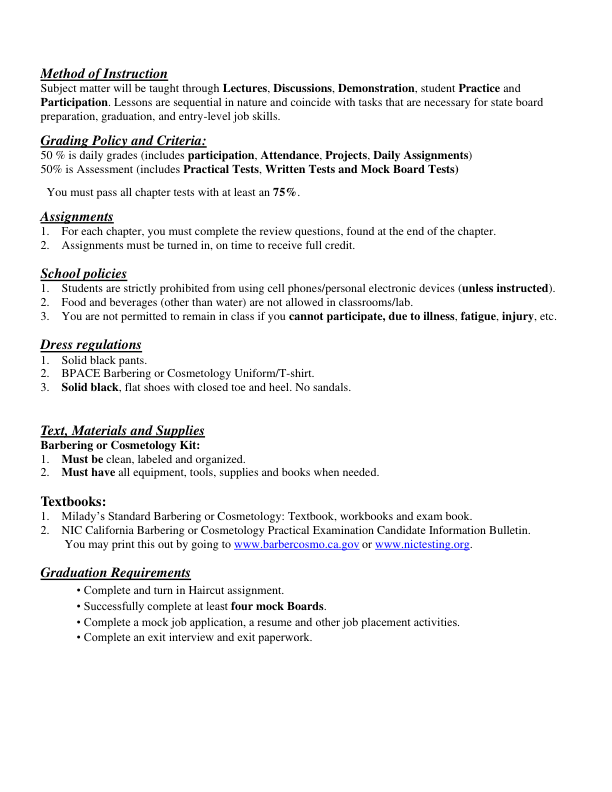 Method of Instruction
Subject matter will be taught through Lectures, Discussions, Demonstration, student Practice and
Participation. Lessons are sequential in nature and coincide with tasks that are necessary for state board
preparation, graduation, and entry-level job skills.
Grading Policy and Criteria:
50 % is daily grades (includes participation, Attendance, Projects, Daily Assignments)
50% is Assessment (includes Practical Tests, Written Tests and Mock Board Tests)
You must pass all chapter tests with at least an 75%.
Assignments
1. For each chapter, you must complete the review questions, found at the end of the chapter.
2. Assignments must be turned in, on time to receive full credit.
School policies
1. Students are strictly prohibited from using cell phones/personal electronic devices (unless instructed).
2. Food and beverages (other than water) are not allowed in classrooms/lab.
3. You are not permitted to remain in class if you cannot participate, due to illness, fatigue, injury, etc.
Dress regulations
1. Solid black pants.
2. BPACE Barbering or Cosmetology Uniform/T-shirt.
3. Solid black, flat shoes with closed toe and heel. No sandals.
Text, Materials and Supplies
Barbering or Cosmetology Kit:
1. Must be clean, labeled and organized.
2. Must have all equipment, tools, supplies and books when needed.
Textbooks:
1. Milady’s Standard Barbering or Cosmetology: Textbook, workbooks and exam book.
2. NIC California Barbering or Cosmetology Practical Examination Candidate Information Bulletin.
You may print this out by going to www.barbercosmo.ca.gov or www.nictesting.org.
Graduation Requirements
• Complete and turn in Haircut assignment.
• Successfully complete at least four mock Boards.
• Complete a mock job application, a resume and other job placement activities.
• Complete an exit interview and exit paperwork.